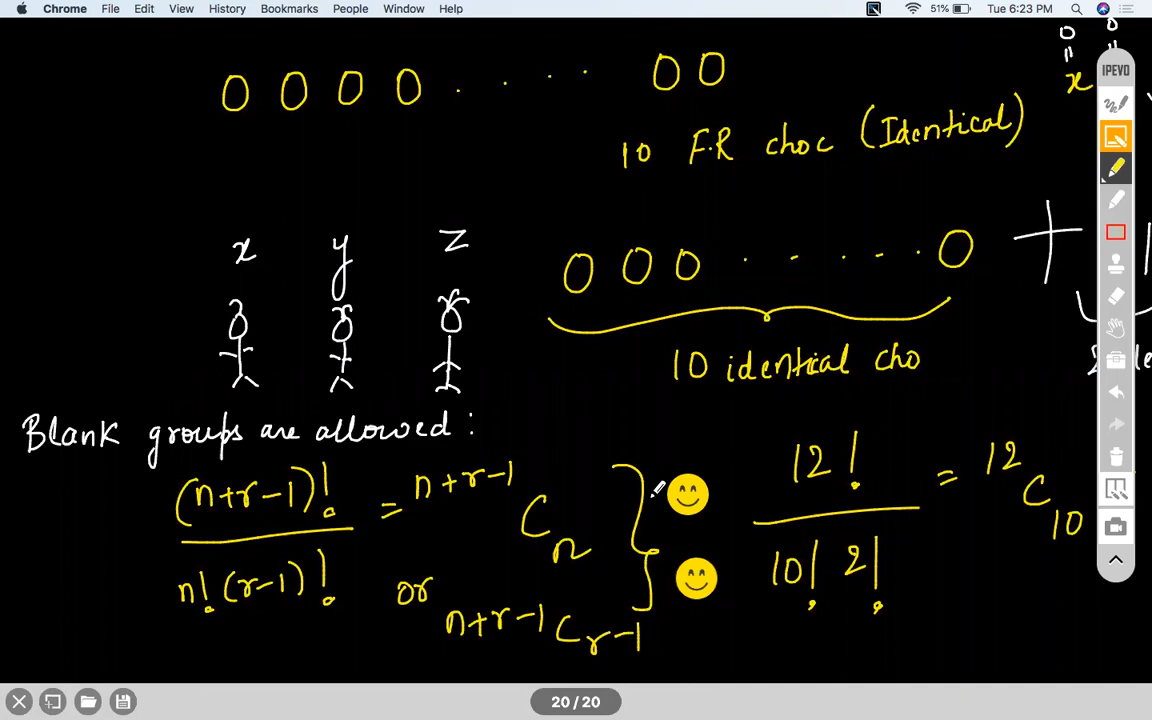 Chrome File Edit View History Bookmarks People Window Help 51% Tue 6:23 PM
0 0 0 0 . . . . . 0 0
0 0
= =
x
IPEVO
10 F.R choc (Identical)
x y z
0 0 0 . . . . . 0 +
10 identical cho
Blank groups are allowed :
(n+r-1)! / n! (r-1)! = n+r-1 C n
or n+r-1 C r-1
12! / 10! 2! = 12 C 10
20 / 20